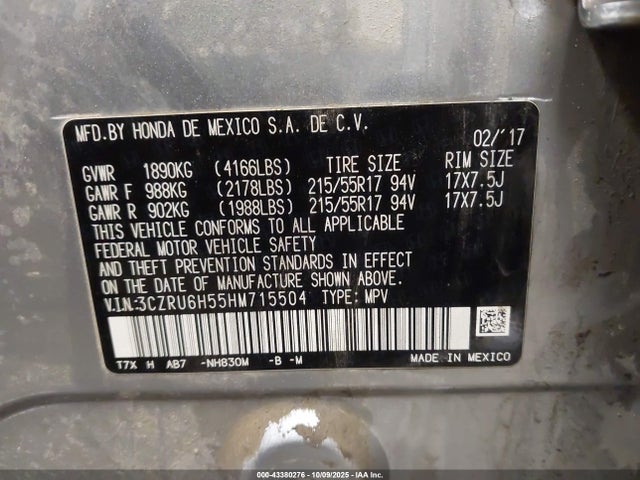 MFD.BY HONDA DE MEXICO S.A. DE C.V.
02/'17
GVWR 1890KG (4166LBS) TIRE SIZE RIM SIZE
GAWR F 988KG (2178LBS) 215/55R17 94V 17X7.5J
GAWR R 902KG (1988LBS) 215/55R17 94V 17X7.5J
THIS VEHICLE CONFORMS TO ALL APPLICABLE
FEDERAL MOTOR VEHICLE SAFETY
AND THEFT PREVENTION STANDARDS IN EFFECT
ON THE DATE OF MANUFACTURE SHOWN ABOVE.
V.I.N.:3CZRU6H55HM715504 TYPE: MPV
T7X H AB7 -NH830M -B -M MADE IN MEXICO
000-43380276 - 10/09/2025 - IAA Inc.